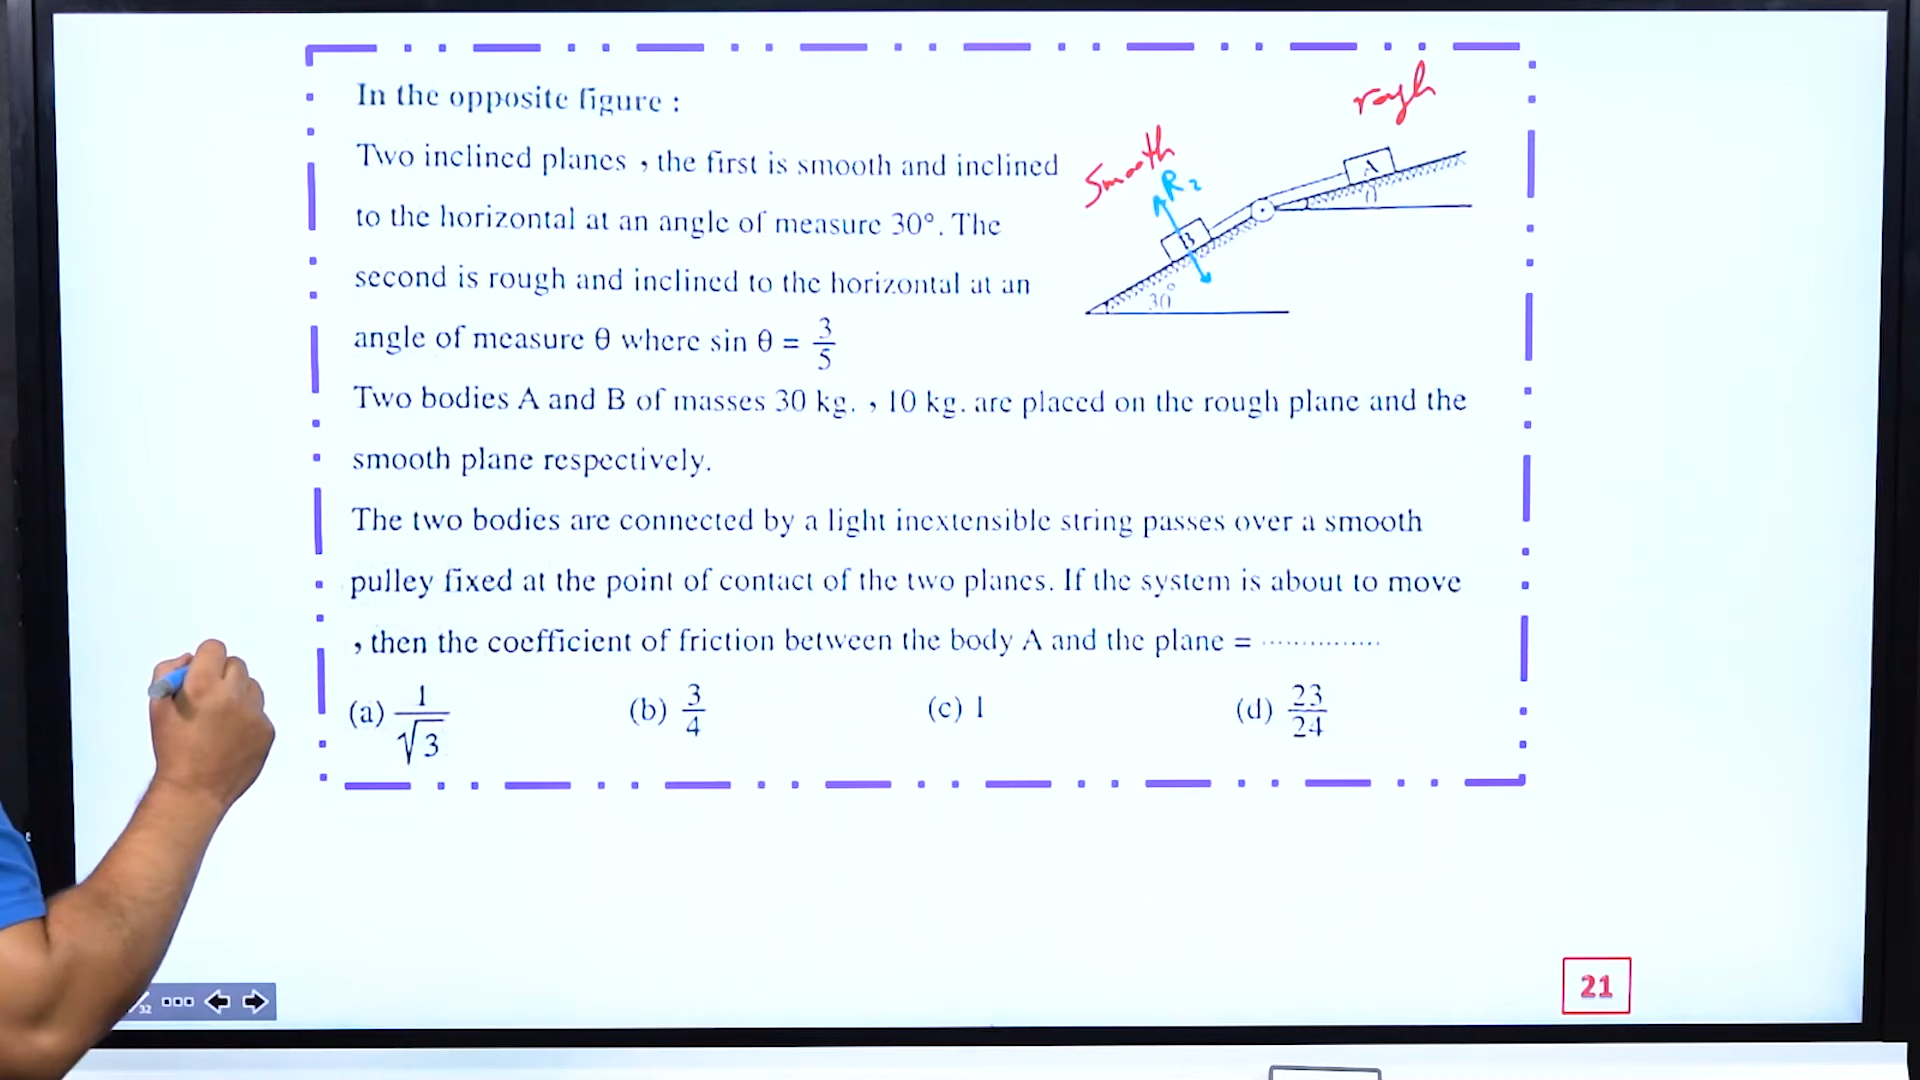 In the opposite figure :
Two inclined planes , the first is smooth and inclined
to the horizontal at an angle of measure 30°. The
second is rough and inclined to the horizontal at an
angle of measure θ where sin θ = 3/5
Two bodies A and B of masses 30 kg. , 10 kg. are placed on the rough plane and the
smooth plane respectively.
The two bodies are connected by a light inextensible string passes over a smooth
pulley fixed at the point of contact of the two planes. If the system is about to move
, then the coefficient of friction between the body A and the plane = ...............
(a) 1/√3 (b) 3/4 (c) 1 (d) 23/24
rough
Smooth
R2
A
θ
B
30°
32
21